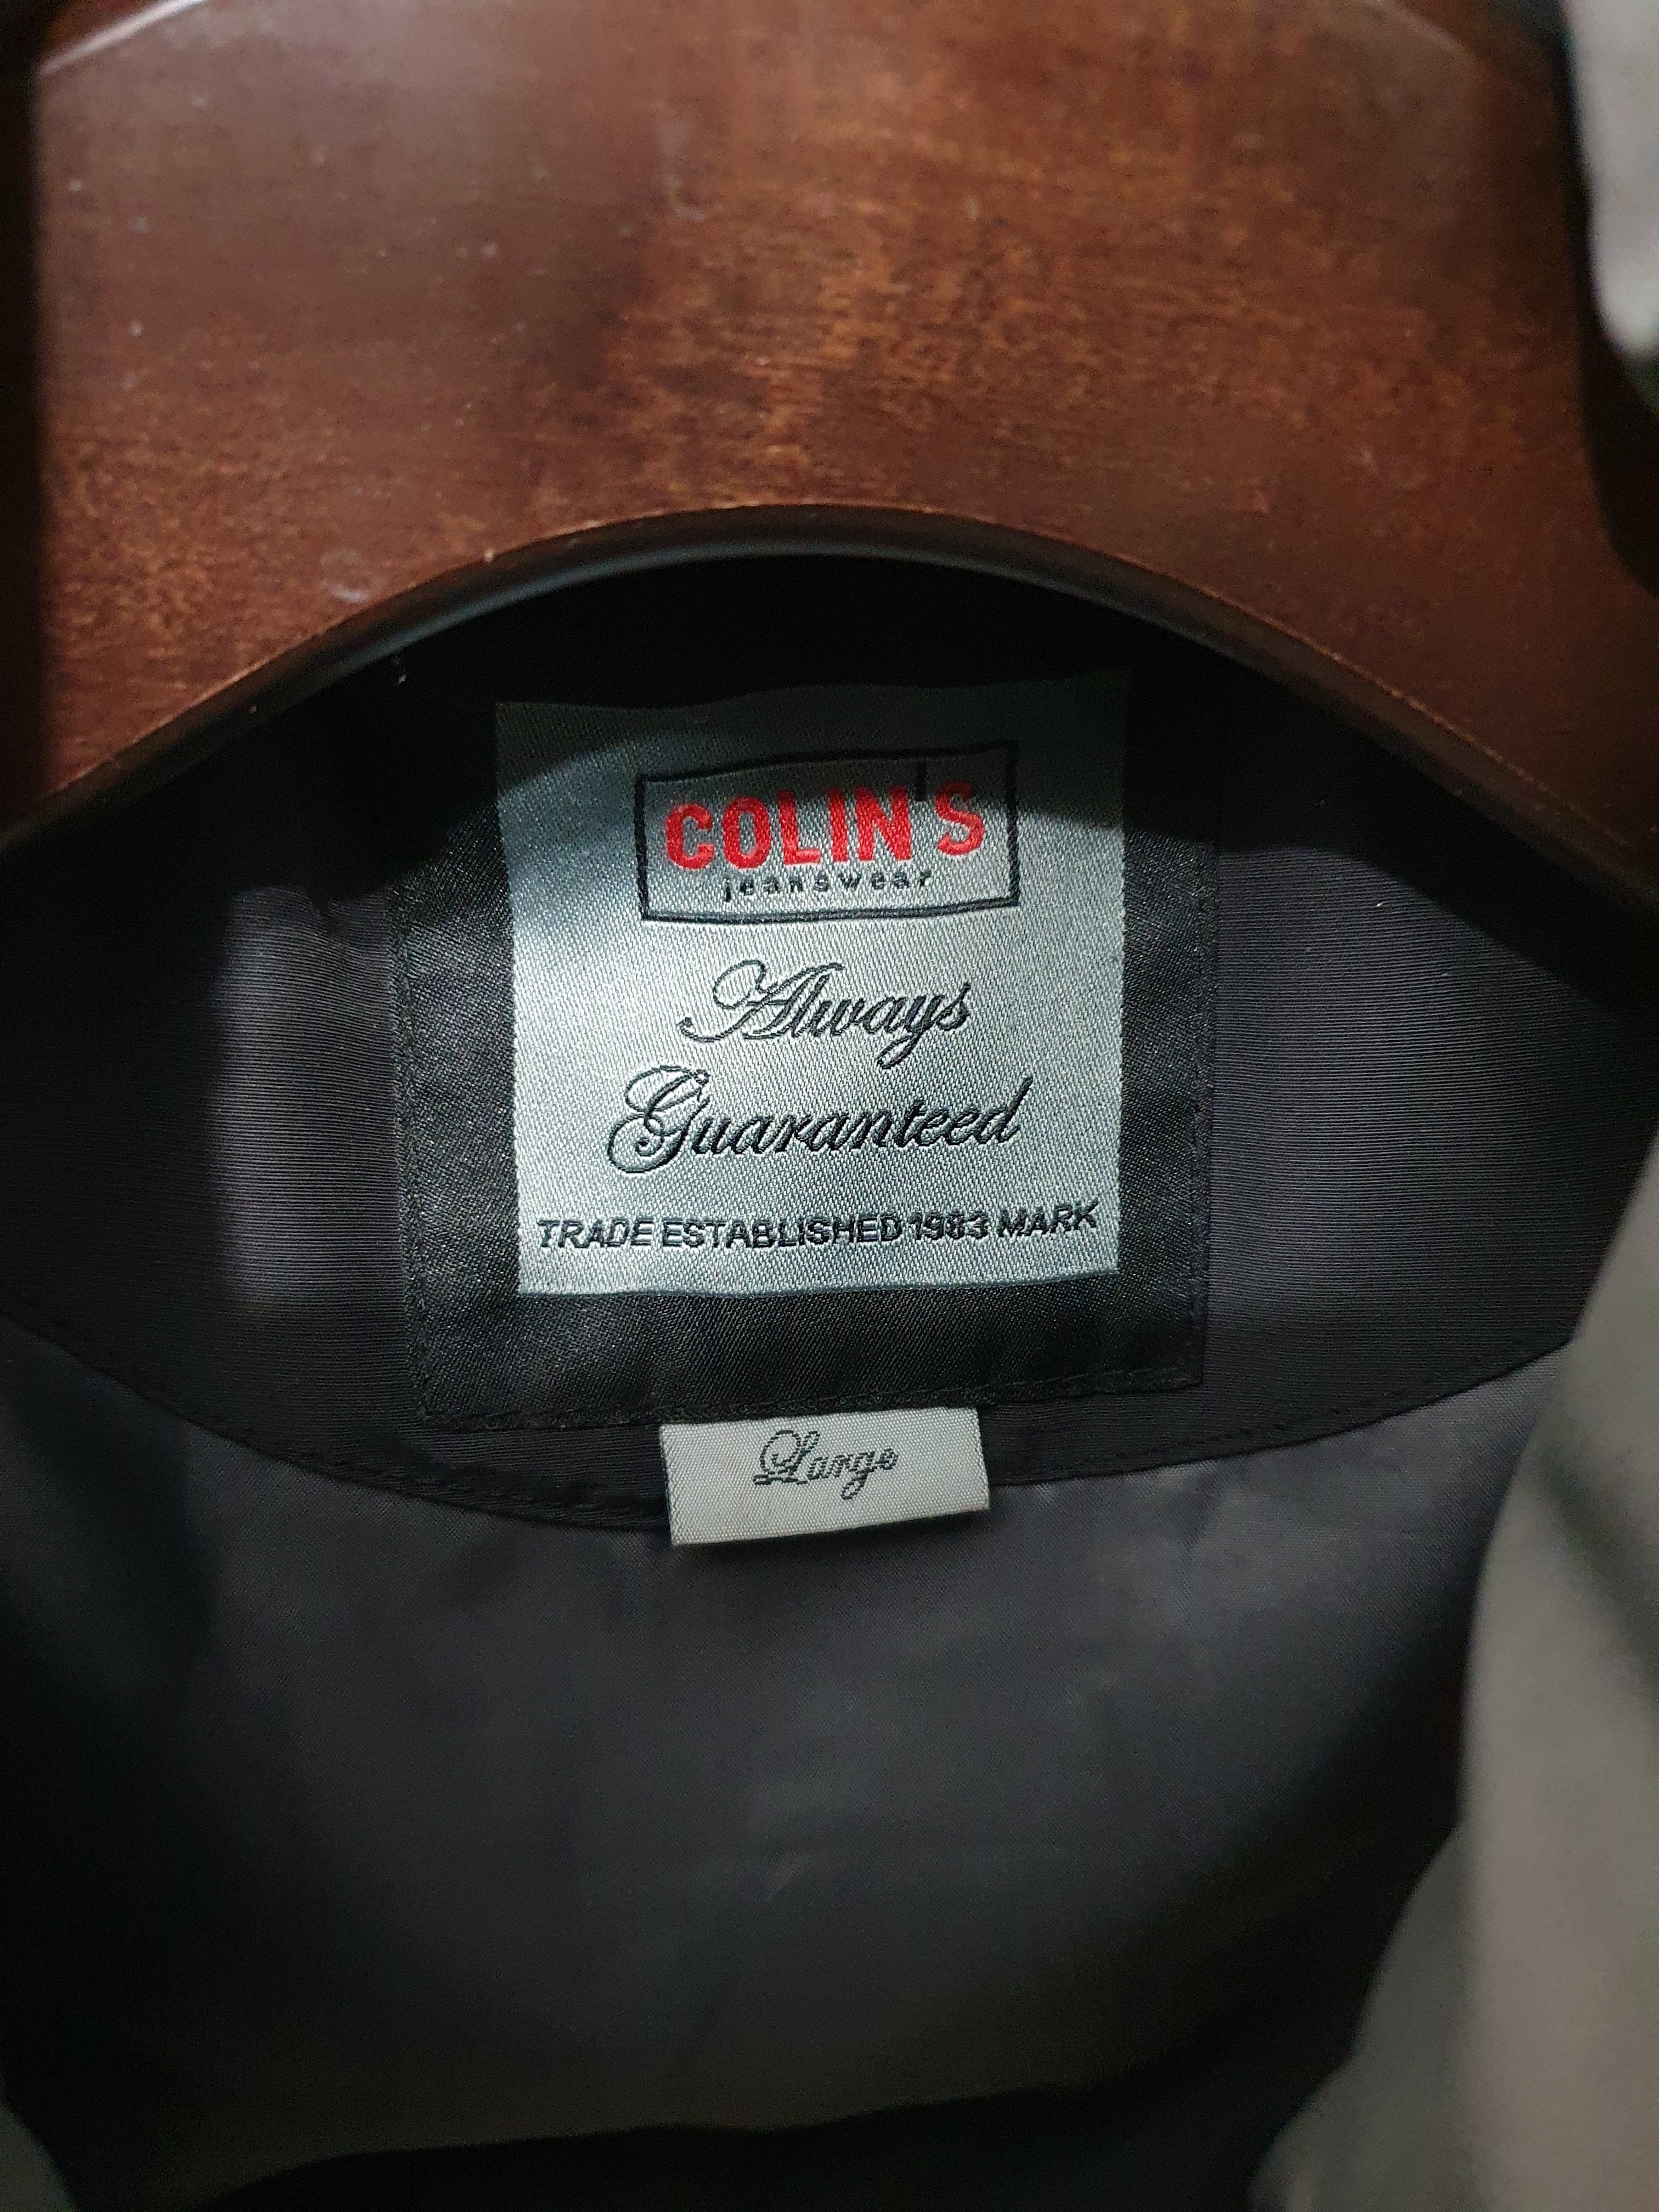 COLIN'S
jeanswear
Always
Guaranteed
TRADE ESTABLISHED 1983 MARK
Large